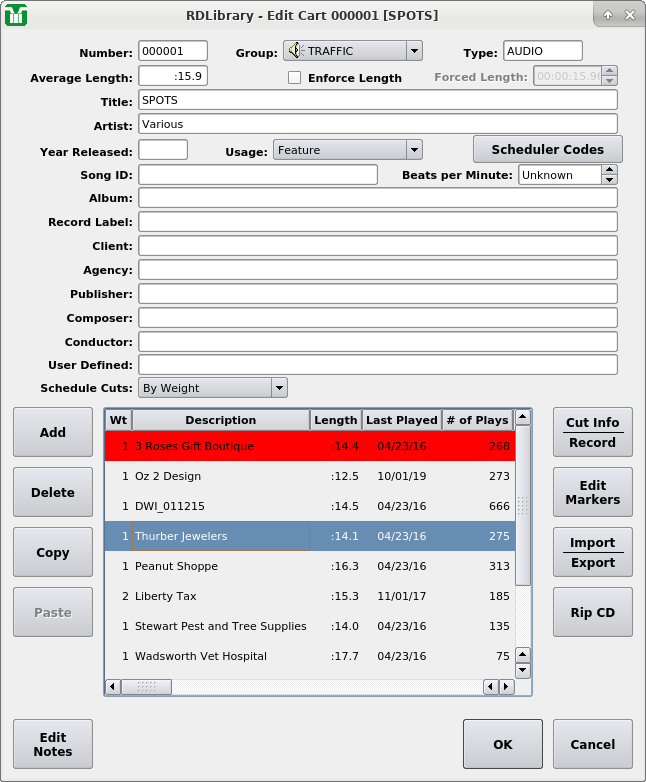 RDLibrary - Edit Cart 000001 [SPOTS]
Number: 000001 Group: TRAFFIC Type: AUDIO
Average Length: :15.9 Enforce Length Forced Length: 00:00:15.9
Title: SPOTS
Artist: Various
Year Released: Usage: Feature Scheduler Codes
Song ID: Beats per Minute: Unknown
Album:
Record Label:
Client:
Agency:
Publisher:
Composer:
Conductor:
User Defined:
Schedule Cuts: By Weight
Wt Description Length Last Played # of Plays
1 3 Roses Gift Boutique :14.4 04/23/16 268
1 Oz 2 Design :12.5 10/01/19 273
1 DWI_011215 :14.5 04/23/16 666
1 Thurber Jewelers :14.1 04/23/16 275
1 Peanut Shoppe :16.3 04/23/16 313
2 Liberty Tax :15.3 11/01/17 185
1 Stewart Pest and Tree Supplies :14.0 04/23/16 135
1 Wadsworth Vet Hospital :17.7 04/23/16 75
Add
Delete
Copy
Paste
Cut Info
Record
Edit
Markers
Import
Export
Rip CD
Edit
Notes
OK
Cancel